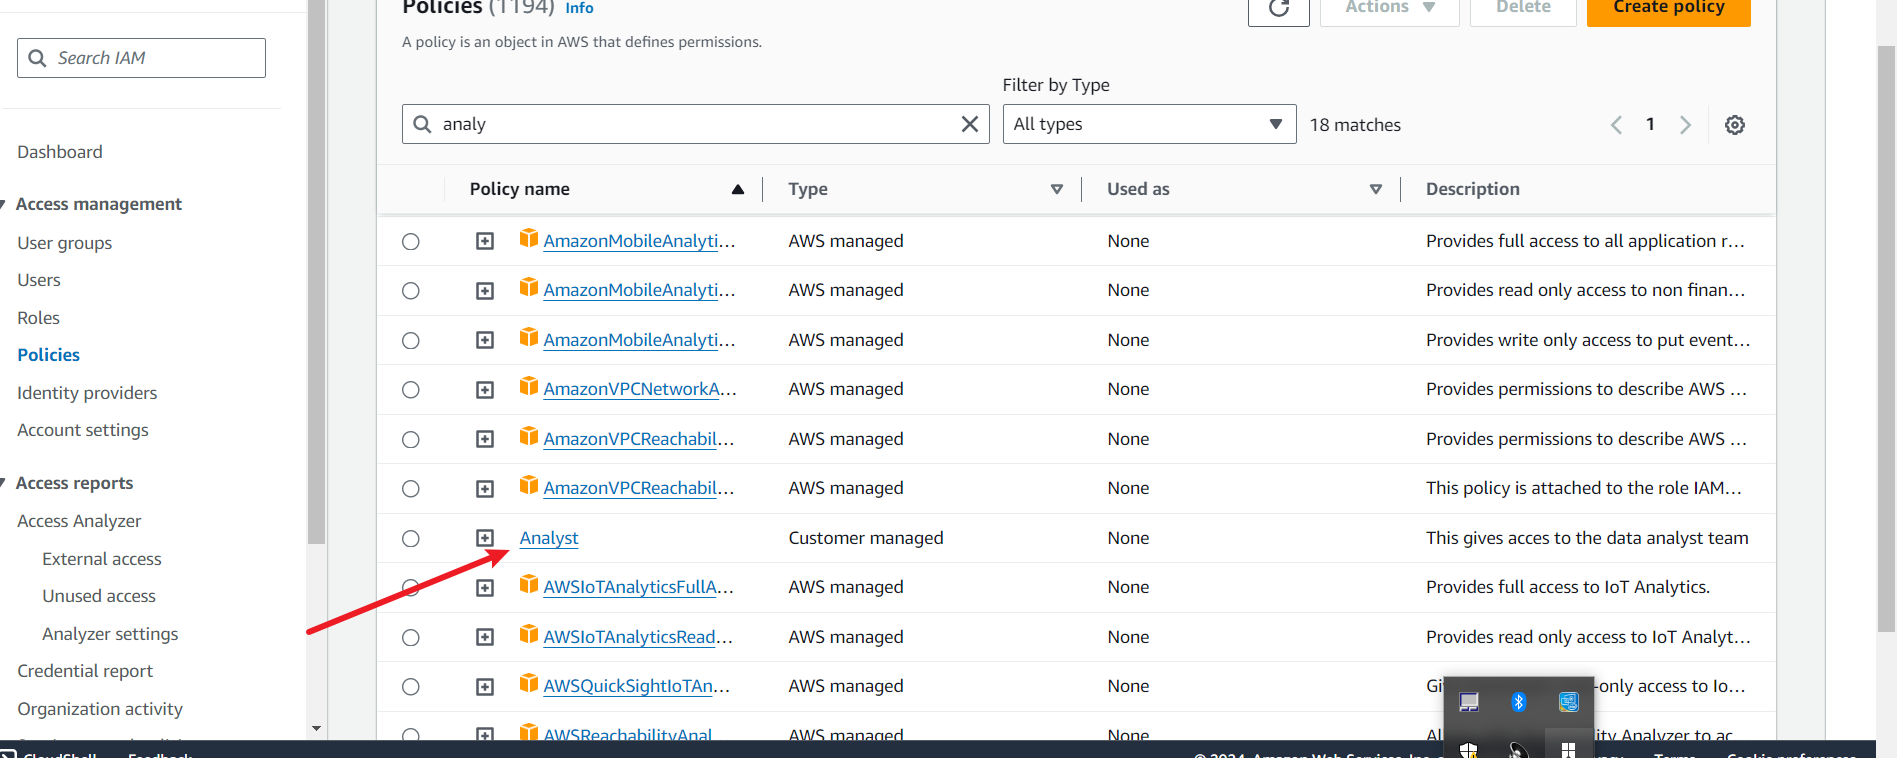 Policies (1194) Info
Actions
Delete
Create policy
A policy is an object in AWS that defines permissions.
Search IAM
Filter by Type
analy
All types
18 matches
1
Dashboard
Access management
User groups
Users
Roles
Policies
Identity providers
Account settings
Access reports
Access Analyzer
External access
Unused access
Analyzer settings
Credential report
Organization activity
Policy name Type Used as Description
AmazonMobileAnalyti... AWS managed None Provides full access to all application r...
AmazonMobileAnalyti... AWS managed None Provides read only access to non finan...
AmazonMobileAnalyti... AWS managed None Provides write only access to put event...
AmazonVPCNetworkA... AWS managed None Provides permissions to describe AWS ...
AmazonVPCReachabil... AWS managed None Provides permissions to describe AWS ...
AmazonVPCReachabil... AWS managed None This policy is attached to the role IAM...
Analyst Customer managed None This gives acces to the data analyst team
AWSIoTAnalyticsFullA... AWS managed None Provides full access to IoT Analytics.
AWSIoTAnalyticsRead... AWS managed None Provides read only access to IoT Analyt...
AWSQuickSightIoTAn... AWS managed None -only access to Io...
AWSReachabilityAnal AWS managed None Analyzer to ac
CloudShell Feedback
© 2024, Amazon Web Services, Inc.
Terms Cookie preferences